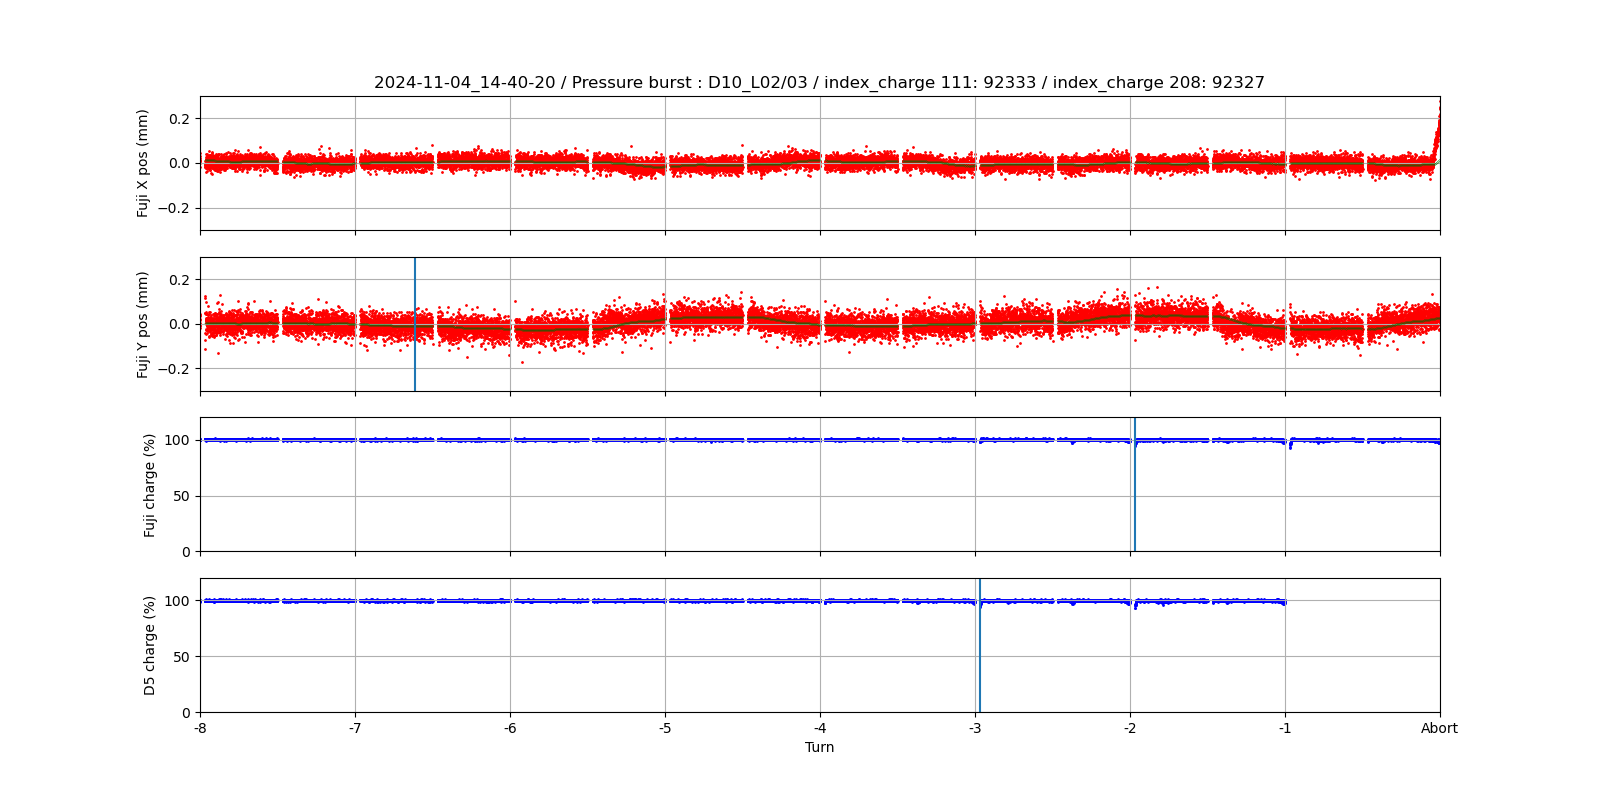 2024-11-04_14-40-20 / Pressure burst : D10_L02/03 / index_charge 111: 92333 / index_charge 208: 92327
Fuji X pos (mm)
0.2
0.0
−0.2
Fuji Y pos (mm)
0.2
0.0
−0.2
Fuji charge (%)
100
50
0
D5 charge (%)
100
50
0
-8 -7 -6 -5 -4 -3 -2 -1 Abort
Turn